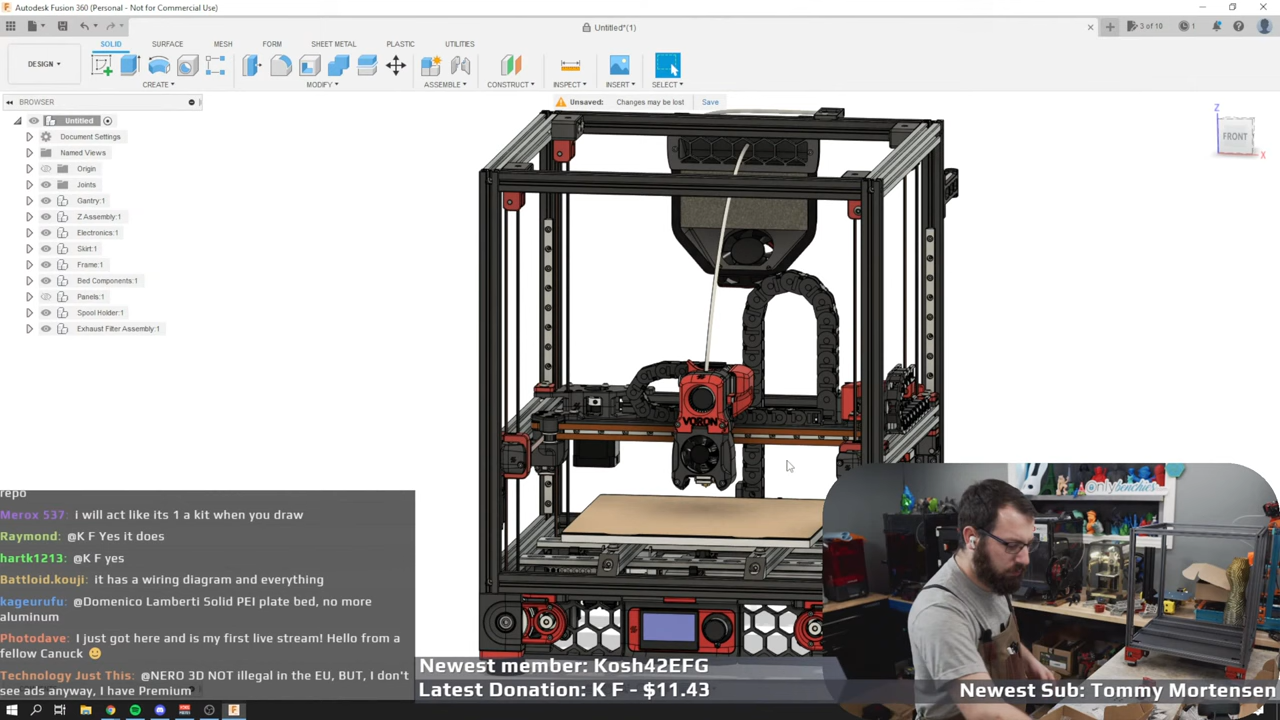 Autodesk Fusion 360 (Personal - Not for Commercial Use)
Untitled*(1)
3 of 10
1
DESIGN
SOLID
SURFACE
MESH
FORM
SHEET METAL
PLASTIC
UTILITIES
CREATE
MODIFY
ASSEMBLE
CONSTRUCT
INSPECT
INSERT
SELECT
BROWSER
Unsaved: Changes may be lost Save
Untitled
Document Settings
Named Views
Origin
Joints
Gantry:1
Z Assembly:1
Electronics:1
Skirt:1
Frame:1
Bed Components:1
Panels:1
Spool Holder:1
Exhaust Filter Assembly:1
Z
FRONT
X
VORON
repo
Merox 537: i will act like its 1 a kit when you draw
Raymond: @K F Yes it does
hartk1213: @K F yes
Battloid.kouji: it has a wiring diagram and everything
kageurufu: @Domenico Lamberti Solid PEI plate bed, no more
aluminum
Photodave: I just got here and is my first live stream! Hello from a
fellow Canuck
Technology Just This: @NERO 3D NOT illegal in the EU, BUT, I don't
see ads anyway, I have Premium
Newest member: Kosh42EFG
Latest Donation: K F - $11.43
Newest Sub: Tommy Mortensen
onlybenchies